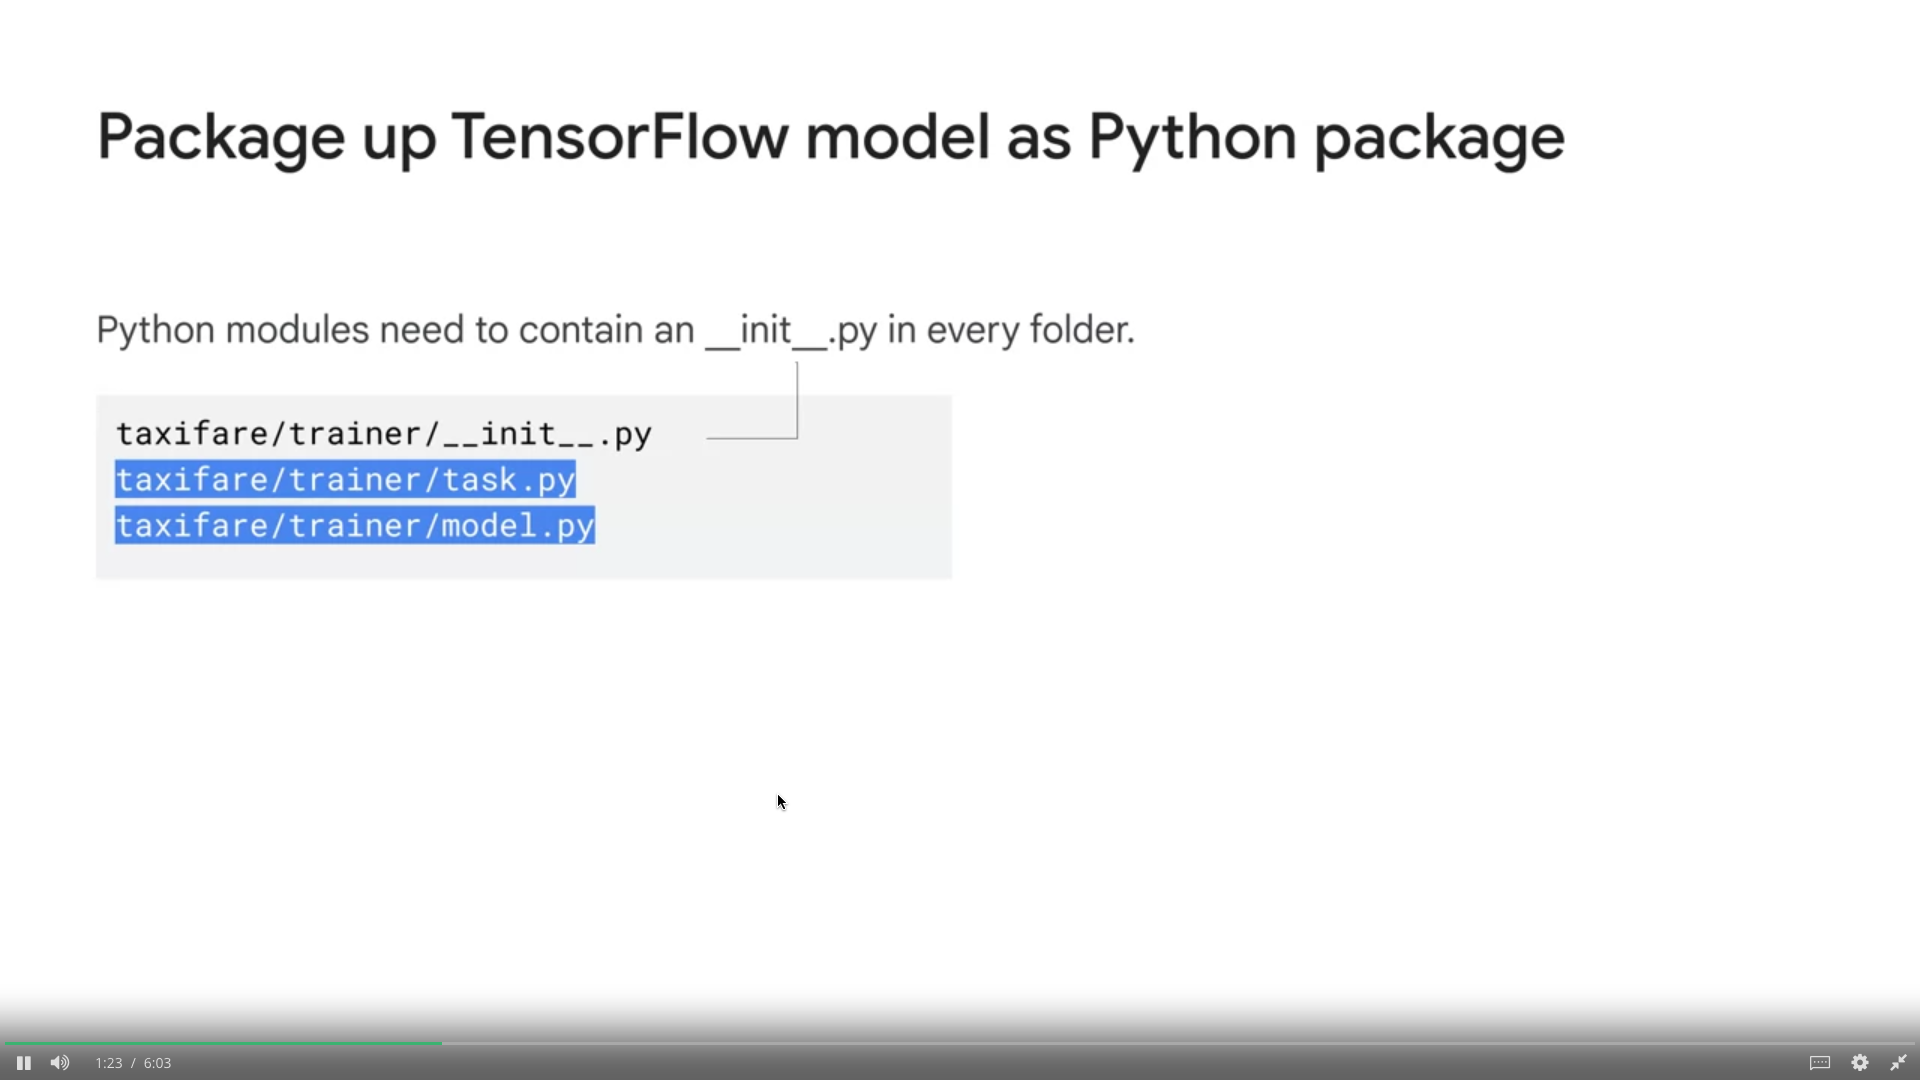 Package up TensorFlow model as Python package
Python modules need to contain an __init__.py in every folder.
taxifare/trainer/__init__.py
taxifare/trainer/task.py
taxifare/trainer/model.py
1:23 / 6:03